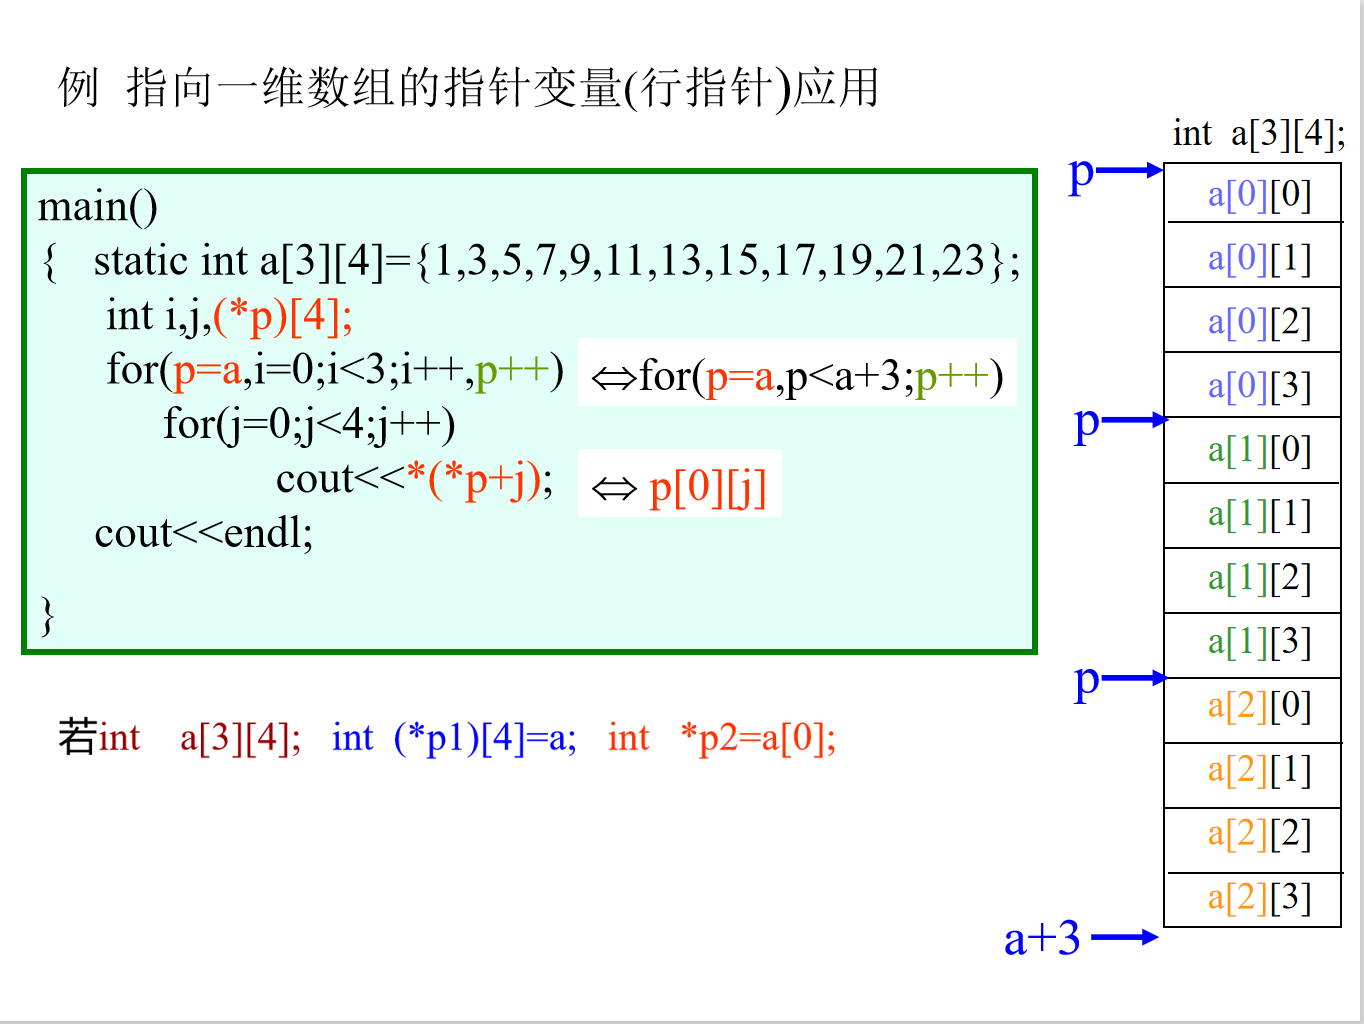 例 指向一维数组的指针变量(行指针)应用
main()
{ static int a[3][4]={1,3,5,7,9,11,13,15,17,19,21,23};
int i,j,(*p)[4];
for(p=a,i=0;i<3;i++,p++) ⇔for(p=a,p<a+3;p++)
for(j=0;j<4;j++)
cout<<*(*p+j); ⇔ p[0][j]
cout<<endl;
}
若int a[3][4]; int (*p1)[4]=a; int *p2=a[0];
int a[3][4];
p
a[0][0]
a[0][1]
a[0][2]
a[0][3]
p
a[1][0]
a[1][1]
a[1][2]
a[1][3]
p
a[2][0]
a[2][1]
a[2][2]
a[2][3]
a+3